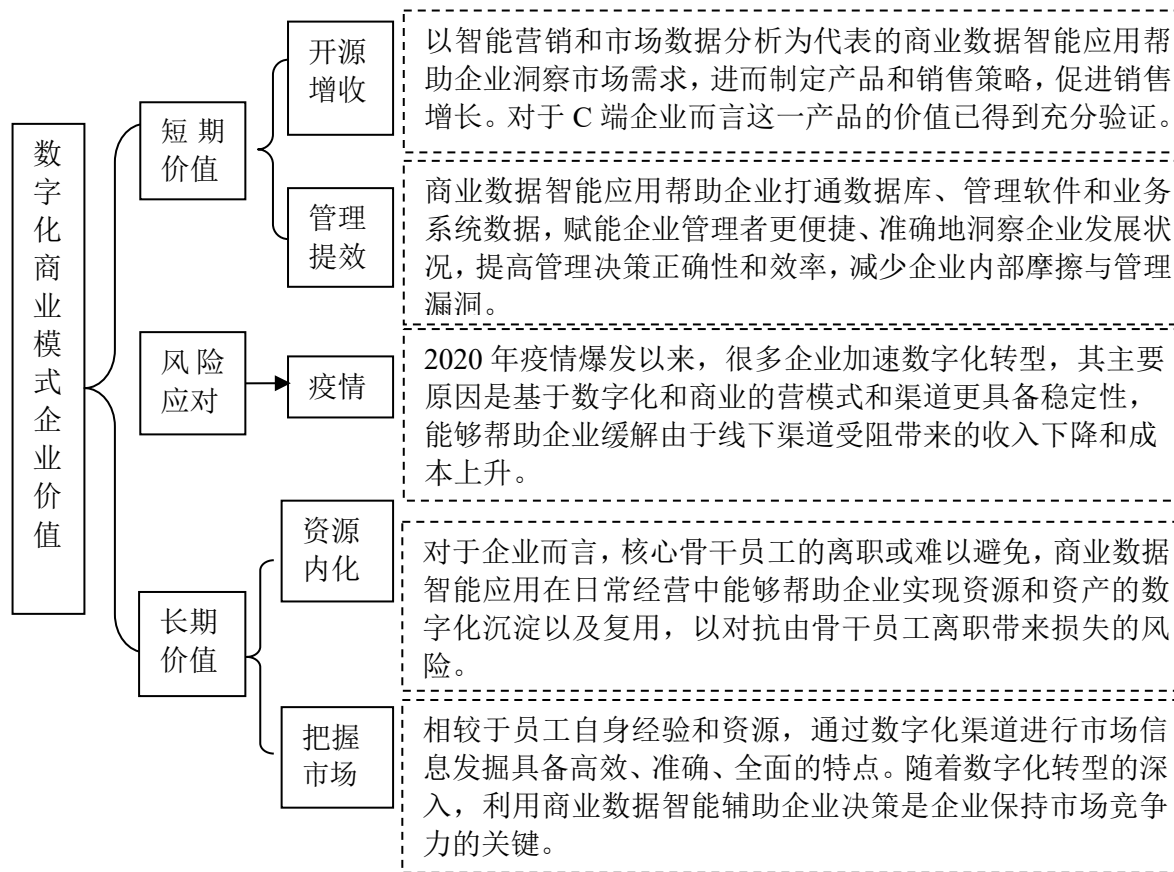 数
字
化
商
业
模
式
企
业
价
值
短 期
价值
开源
增收
以智能营销和市场数据分析为代表的商业数据智能应用帮
助企业洞察市场需求，进而制定产品和销售策略，促进销售
增长。对于 C 端企业而言这一产品的价值已得到充分验证。
管理
提效
商业数据智能应用帮助企业打通数据库、管理软件和业务
系统数据，赋能企业管理者更便捷、准确地洞察企业发展状
况，提高管理决策正确性和效率，减少企业内部摩擦与管理
漏洞。
风 险
应对
疫情
2020 年疫情爆发以来，很多企业加速数字化转型，其主要
原因是基于数字化和商业的营模式和渠道更具备稳定性，
能够帮助企业缓解由于线下渠道受阻带来的收入下降和成
本上升。
长期
价值
资源
内化
对于企业而言，核心骨干员工的离职或难以避免，商业数据
智能应用在日常经营中能够帮助企业实现资源和资产的数
字化沉淀以及复用，以对抗由骨干员工离职带来损失的风
险。
把握
市场
相较于员工自身经验和资源，通过数字化渠道进行市场信
息发掘具备高效、准确、全面的特点。随着数字化转型的深
入，利用商业数据智能辅助企业决策是企业保持市场竞争
力的关键。